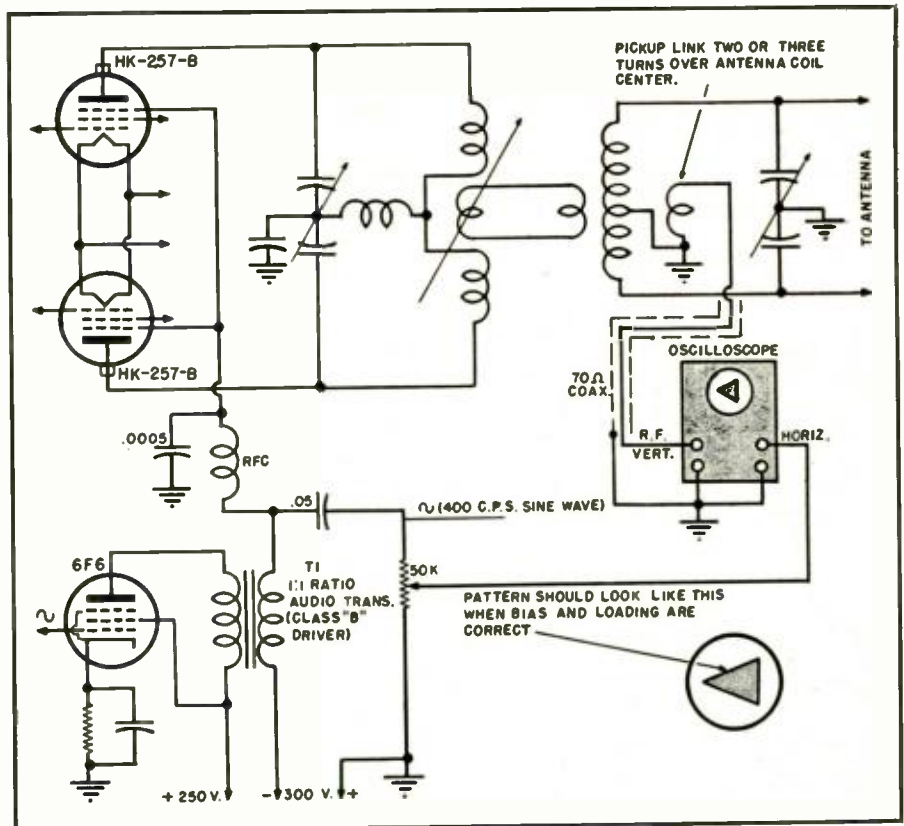 HK-257-B
PICKUP LINK TWO OR THREE
TURNS OVER ANTENNA COIL
CENTER.
TO ANTENNA
HK-257-B
OSCILLOSCOPE
70Ω
COAX.
R.F.
VERT.
HORIZ.
.0005
RFC
.05
∿ (400 C.P.S. SINE WAVE)
50K
6F6
T1
1:1 RATIO
AUDIO TRANS.
(CLASS "B"
DRIVER)
PATTERN SHOULD LOOK LIKE THIS
WHEN BIAS AND LOADING ARE
CORRECT
∿
+ 250 V.
- 300 V. +